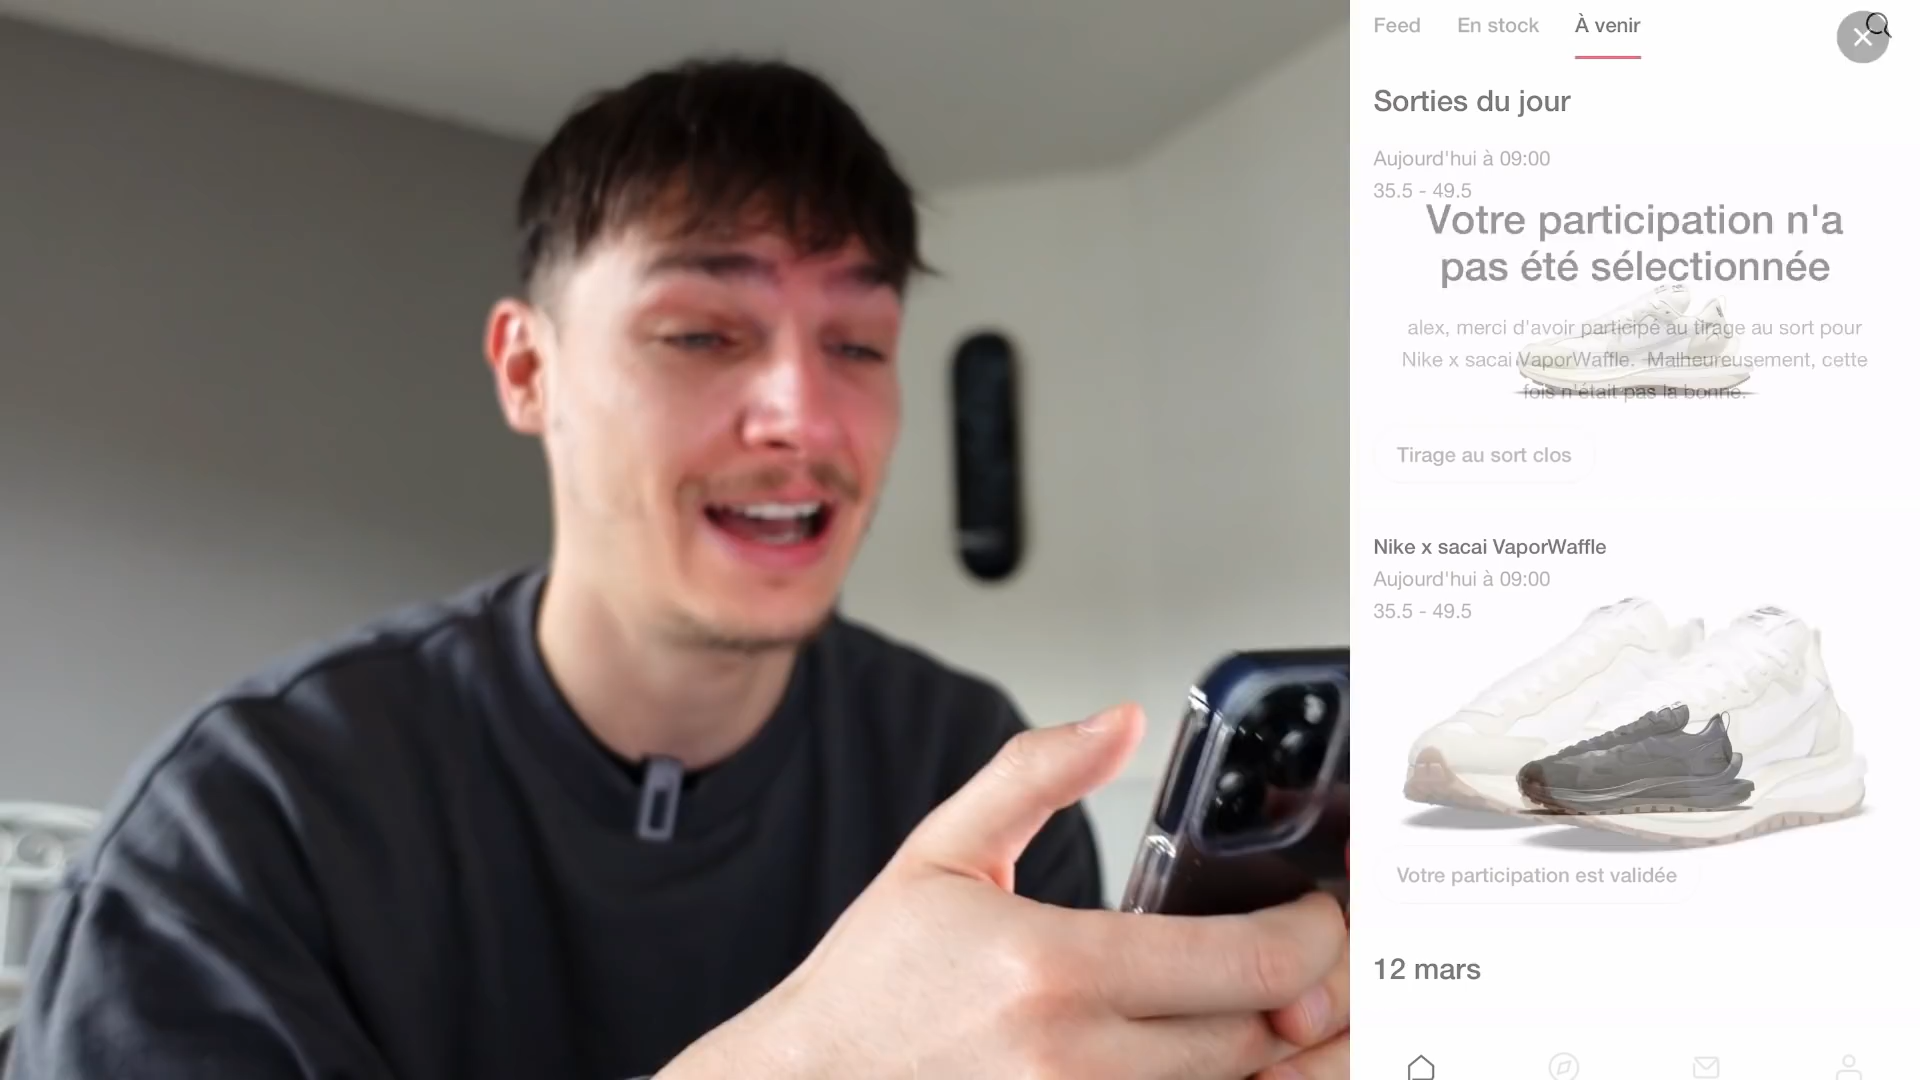 Feed
En stock
À venir
Sorties du jour
Aujourd'hui à 09:00
35.5 - 49.5
Votre participation n'a
pas été sélectionnée
alex, merci d'avoir participé au tirage au sort pour
Nike x sacai VaporWaffle. Malheureusement, cette
fois n'était pas la bonne.
Tirage au sort clos
Nike x sacai VaporWaffle
Aujourd'hui à 09:00
35.5 - 49.5
Votre participation est validée
12 mars